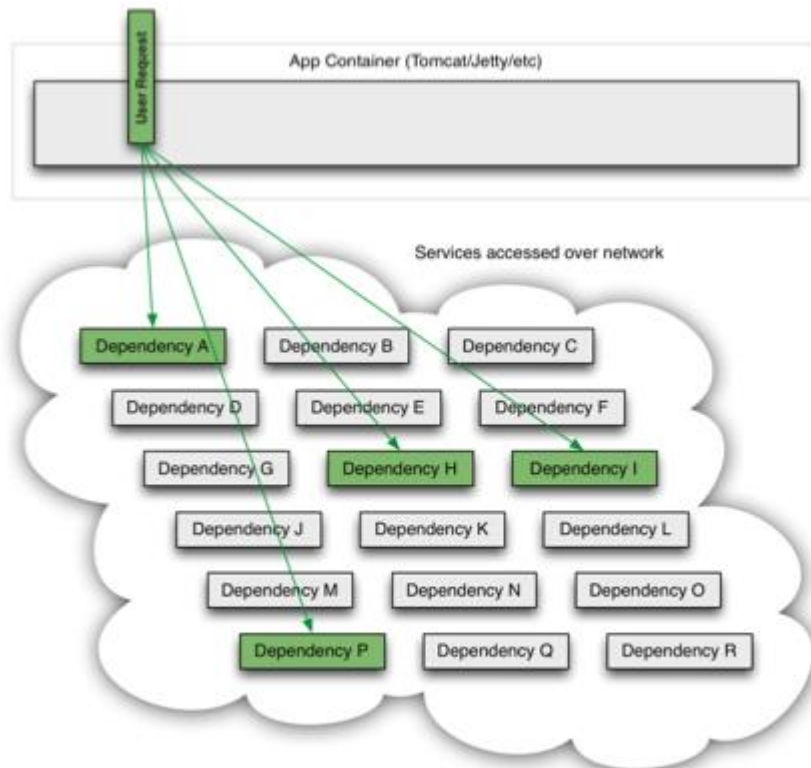 User Request
App Container (Tomcat/Jetty/etc)
Services accessed over network
Dependency A
Dependency B
Dependency C
Dependency D
Dependency E
Dependency F
Dependency G
Dependency H
Dependency I
Dependency J
Dependency K
Dependency L
Dependency M
Dependency N
Dependency O
Dependency P
Dependency Q
Dependency R